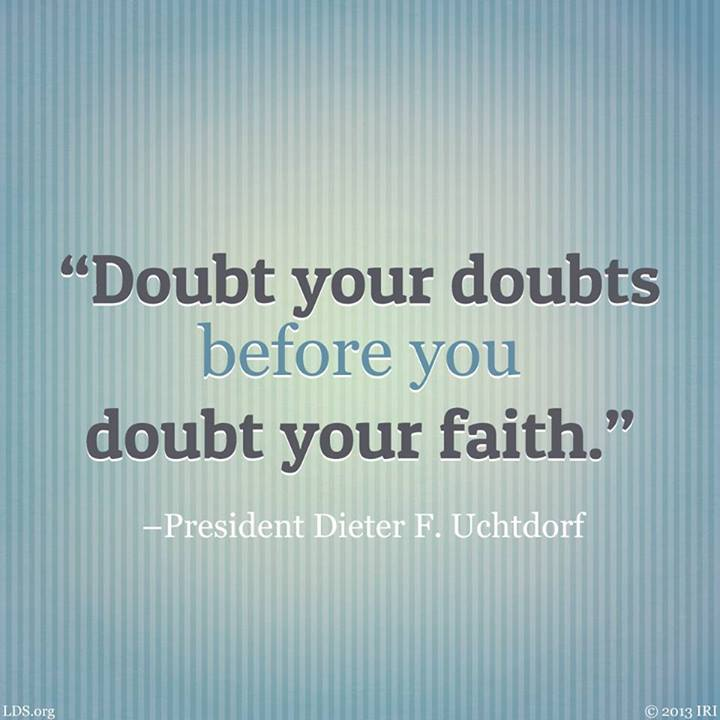 “Doubt your doubts
before you
doubt your faith.”
–President Dieter F. Uchtdorf
LDS.org
© 2013 IRI